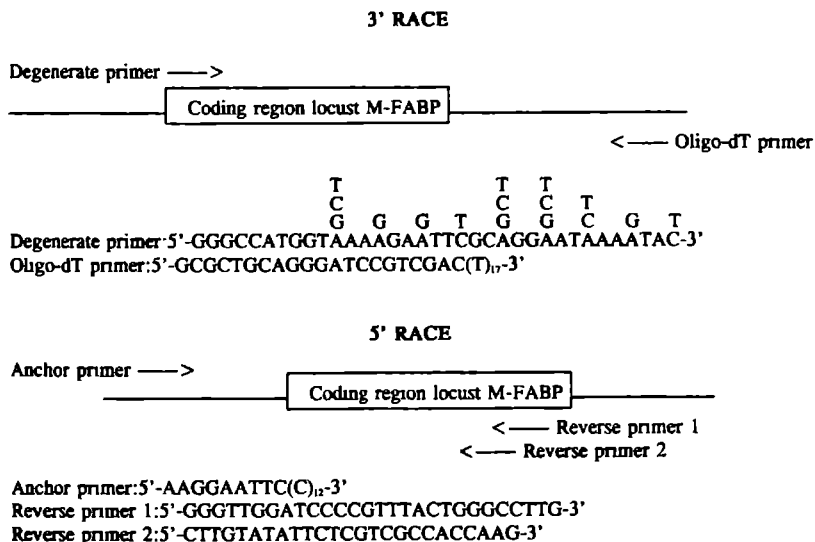 3' RACE
Degenerate primer ——>
Coding region locust M-FABP
<—— Oligo-dT primer
T T T
C C C T
G G G G T G G C G T
Degenerate primer:5'-GGGCCATGGTAAAAGAATTCGCAGGAATAAAATAC-3'
Oligo-dT primer:5'-GCGCTGCAGGGATCCGTCGAC(T)₁₇-3'
5' RACE
Anchor primer ——>
Coding region locust M-FABP
<—— Reverse primer 1
<—— Reverse primer 2
Anchor primer:5'-AAGGAATTC(C)₁₂-3'
Reverse primer 1:5'-GGGTTGGATCCCCGTTTACTGGGCCTTG-3'
Reverse primer 2:5'-CTTGTATATTCTCGTCGCCACCAAG-3'